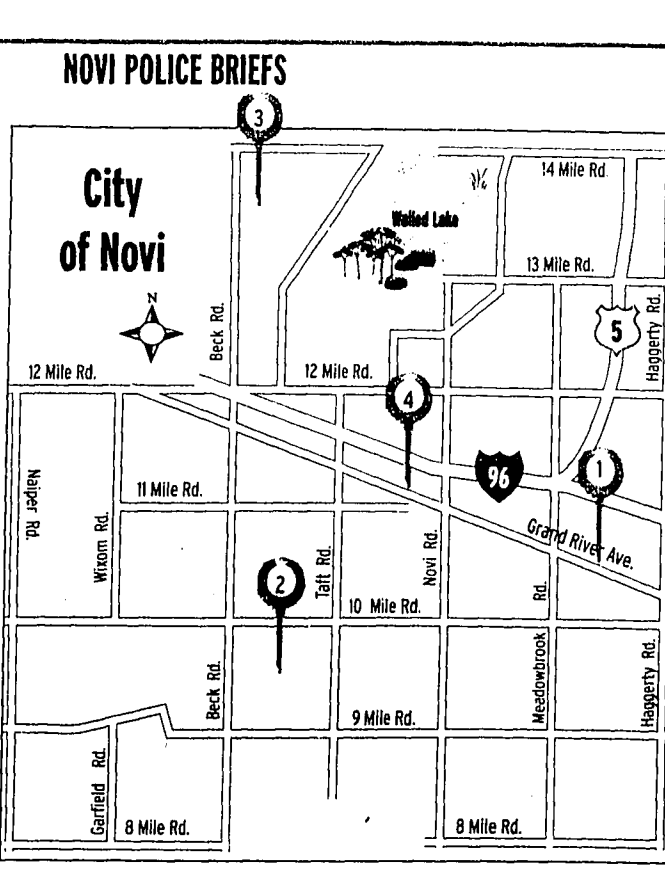 NOVI POLICE BRIEFS
3
City
of Novi
14 Mile Rd.
Walled Lake
13 Mile Rd.
N
Beck Rd.
5
Haggerty Rd.
12 Mile Rd.
12 Mile Rd.
4
96
1
Naiper Rd.
11 Mile Rd.
Wixom Rd.
Grand River Ave.
Taft Rd.
Novi Rd.
2
10 Mile Rd.
Meadowbrook Rd.
Beck Rd.
Haggerty Rd.
9 Mile Rd.
Garfield Rd.
8 Mile Rd.
8 Mile Rd.